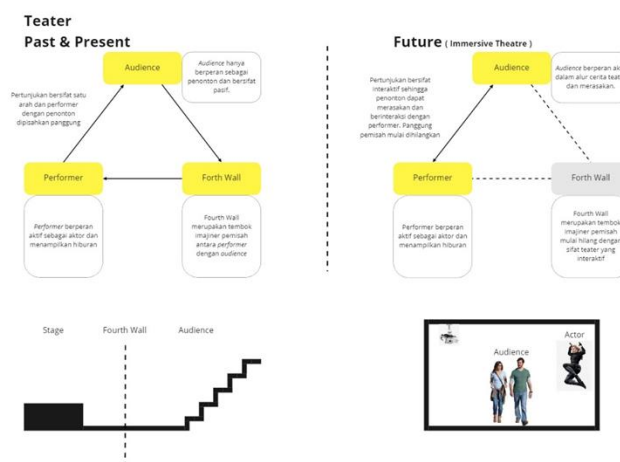 Teater
Past & Present
Audience
Audience hanya
berperan sebagai
penonton dan bersifat
pasif.
Pertunjukan bersifat satu
arah dan performer
dengan penonton
dipisahkan panggung
Performer
Forth Wall
Performer berperan
aktif sebagai aktor dan
menampilkan hiburan
Fourth Wall
merupakan tembok
imajiner pemisah
antara performer
dengan audience
Stage
Fourth Wall
Audience
Future ( Immersive Theatre )
Audience
Audience berperan
dalam alur cerita
dan merasakan.
Pertunjukan bersifat
interaktif sehingga
penonton dapat
merasakan dan
berinteraksi dengan
performer. Panggung
pemisah mulai dihilangkan
Performer
Forth Wall
Performer berperan
aktif sebagai aktor dan
menampilkan hiburan
Fourth Wall
merupakan tembok
imajiner pemisah
mulai hilang dengan
sifat teater yang
interaktif
Audience
Actor